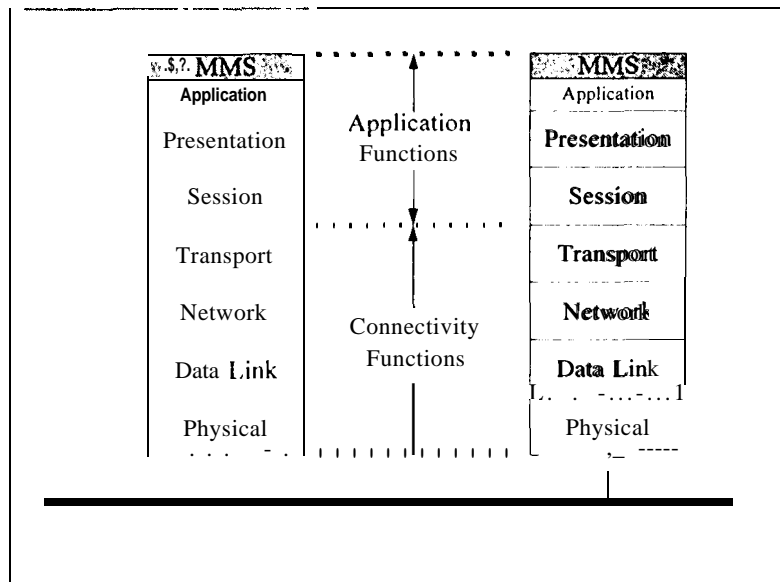 MMS
Application
Presentation
Session
Transport
Network
Data Link
Physical
Application
Functions
Connectivity
Functions
MMS
Application
Presentation
Session
Transport
Network
Data Link
Physical